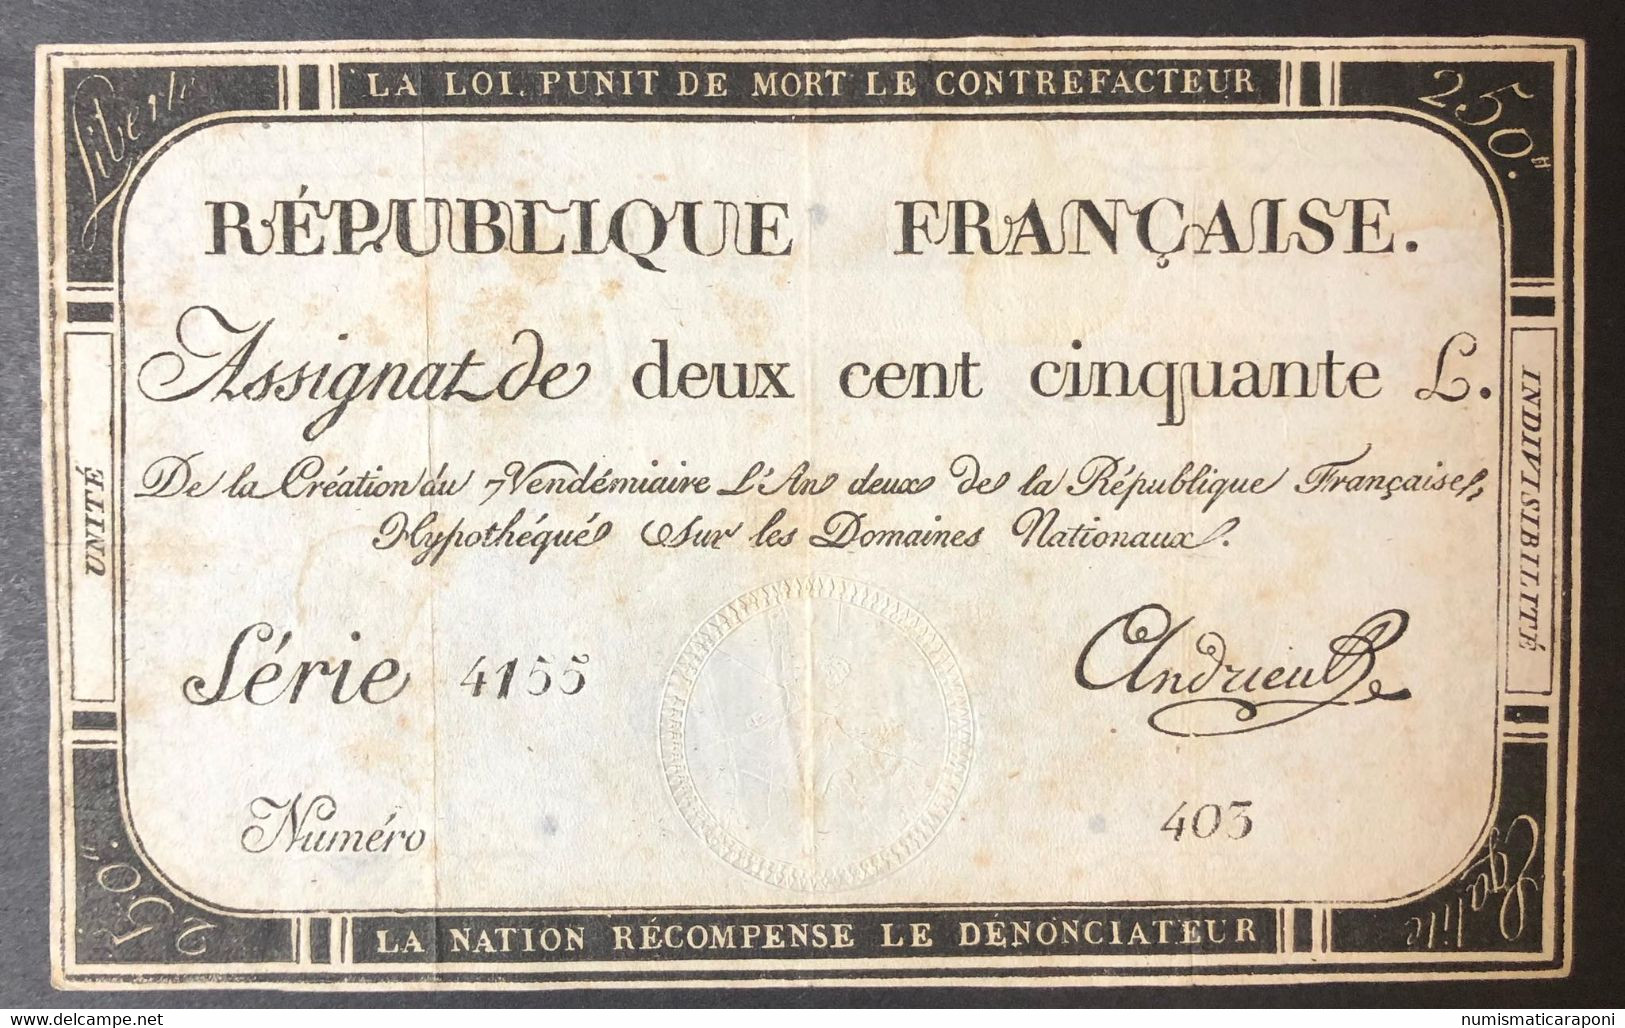 LA LOI PUNIT DE MORT LE CONTREFACTEUR
Liberté
250.
RÉPUBLIQUE FRANÇAISE.
Assignat de deux cent cinquante L.
De la Création du 7 Vendémiaire L'An deux de la République Française,
Hypothéqué sur les Domaines Nationaux.
UNITÉ
INDIVISIBILITÉ
Série 4155
Andrieu
Numéro 403
250.
Egalité
LA NATION RÉCOMPENSE LE DÉNONCIATEUR
www.delcampe.net
numismaticaraponi